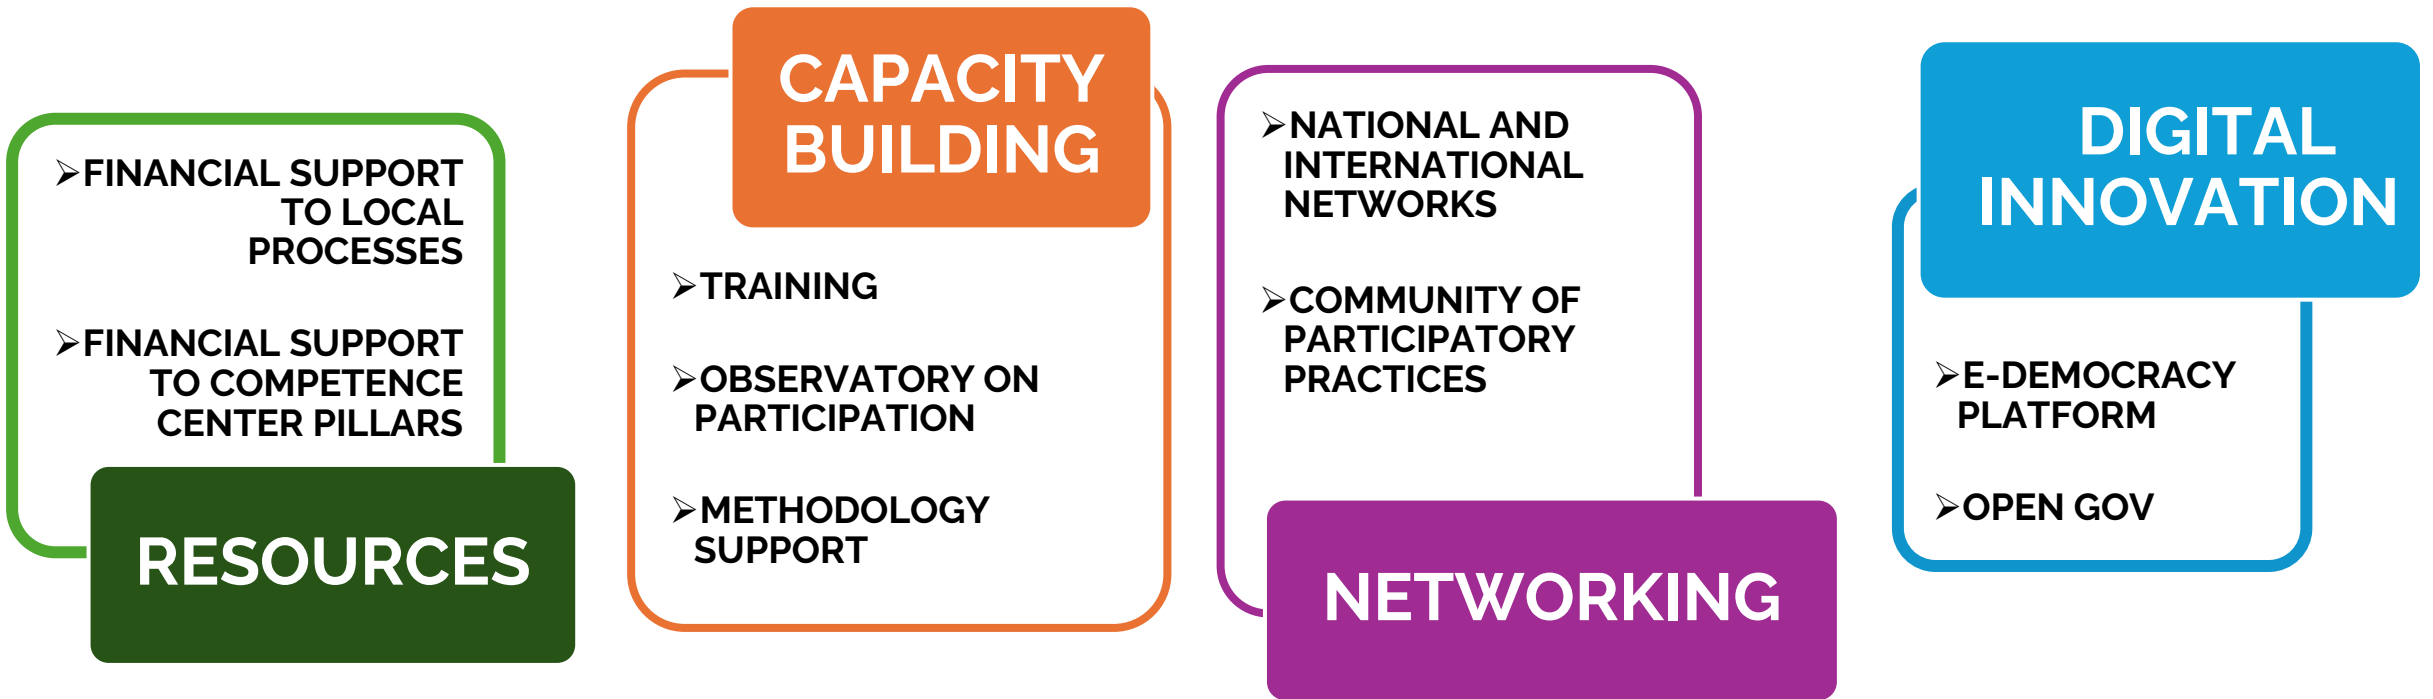 ➢FINANCIAL SUPPORT
TO LOCAL
PROCESSES
➢FINANCIAL SUPPORT
TO COMPETENCE
CENTER PILLARS
RESOURCES
CAPACITY
BUILDING
➢TRAINING
➢OBSERVATORY ON
PARTICIPATION
➢METHODOLOGY
SUPPORT
➢NATIONAL AND
INTERNATIONAL
NETWORKS
➢COMMUNITY OF
PARTICIPATORY
PRACTICES
NETWORKING
DIGITAL
INNOVATION
➢E-DEMOCRACY
PLATFORM
➢OPEN GOV